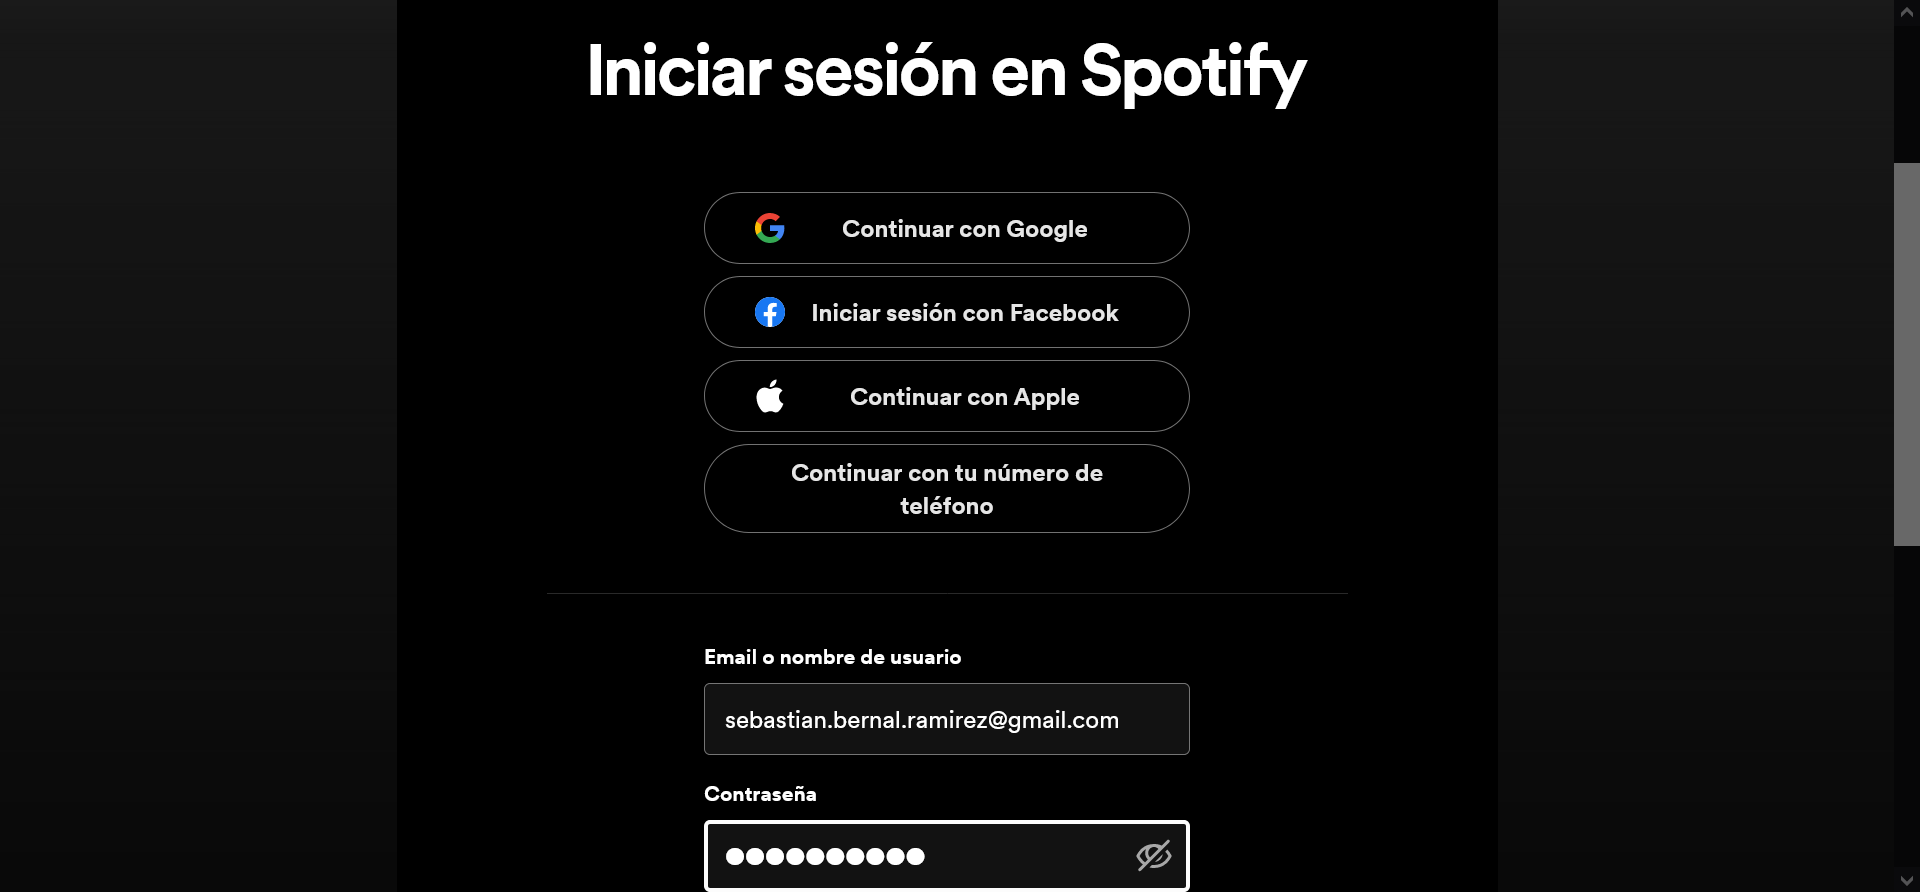 Iniciar sesión en Spotify
Continuar con Google
Iniciar sesión con Facebook
Continuar con Apple
Continuar con tu número de
teléfono
Email o nombre de usuario
sebastian.bernal.ramirez@gmail.com
Contraseña
●●●●●●●●●●